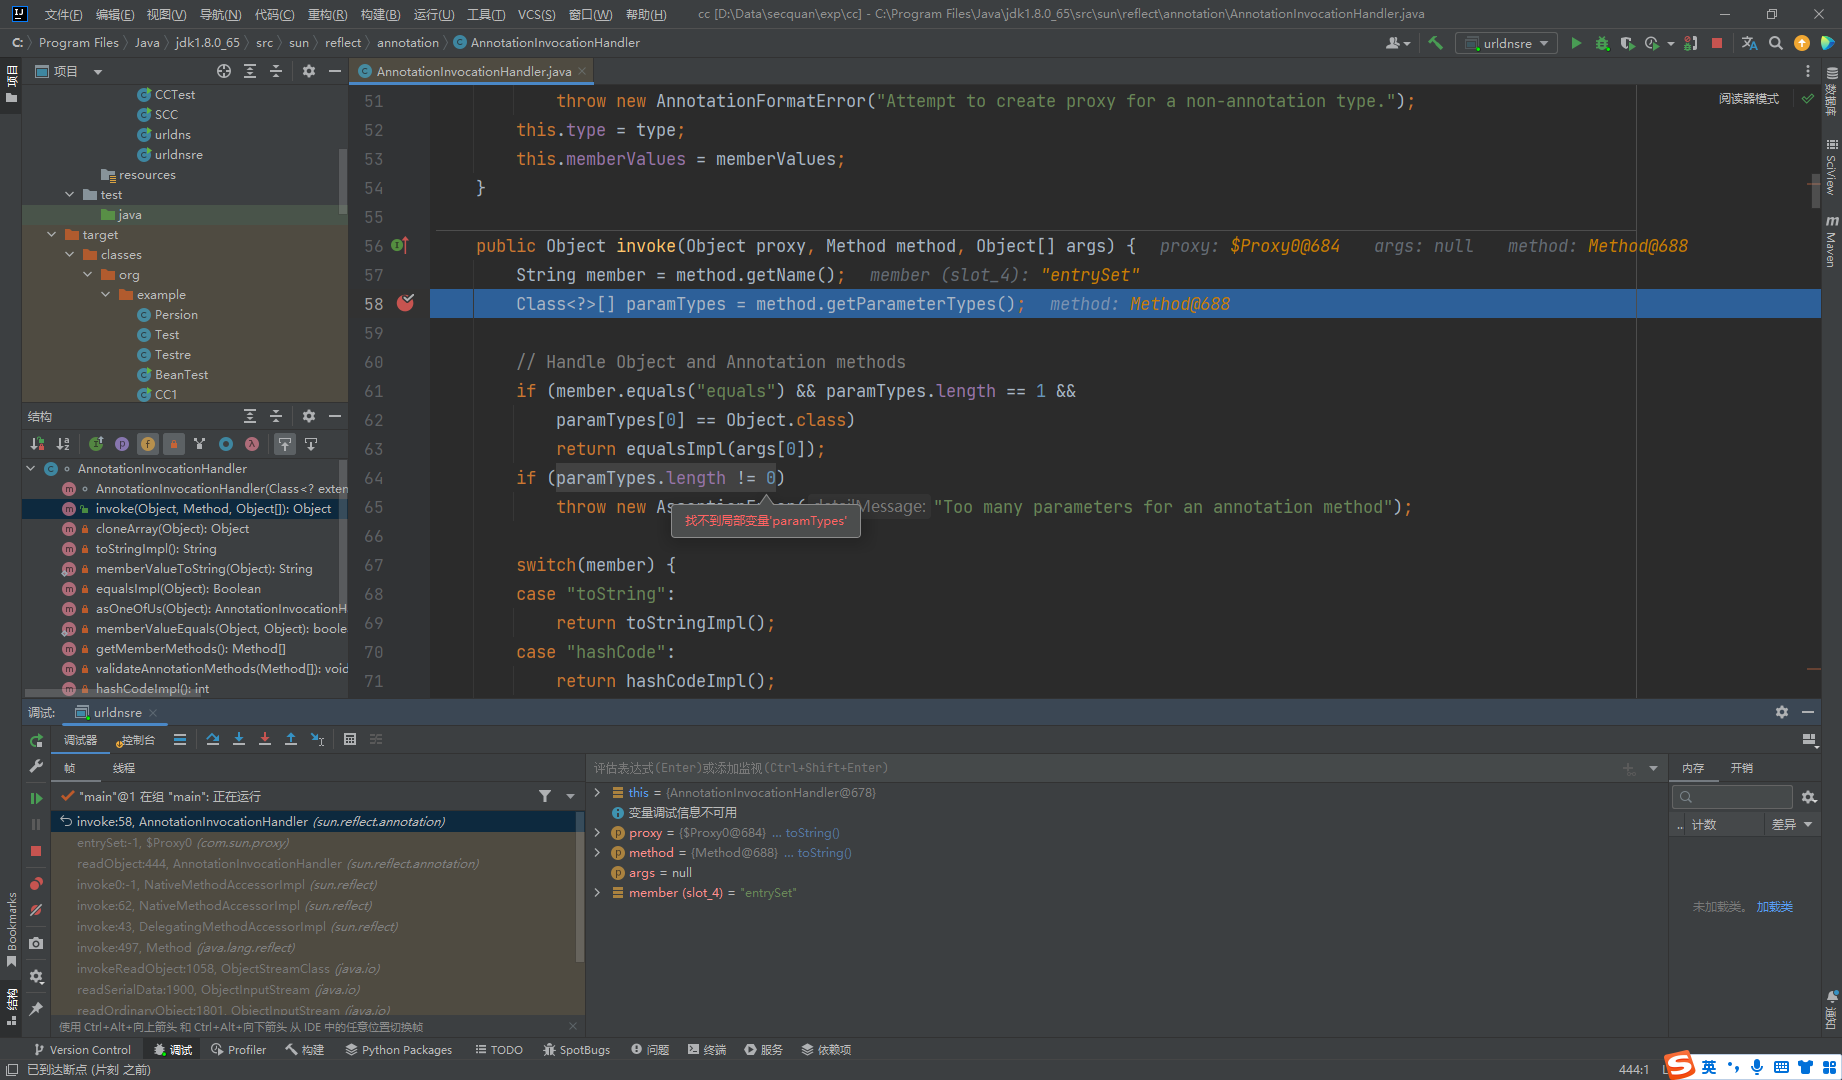 文件(F) 编辑(E) 视图(V) 导航(N) 代码(C) 重构(R) 构建(B) 运行(U) 工具(T) VCS(S) 窗口(W) 帮助(H) cc [D:\Data\secquan\exp\cc] - C:\Program Files\Java\jdk1.8.0_65\src\sun\reflect\annotation\AnnotationInvocationHandler.java
C: Program Files Java jdk1.8.0_65 src sun reflect annotation AnnotationInvocationHandler urldnsre
项目
项目
AnnotationInvocationHandler.java
CCTest
SCC
urldns
urldnsre
resources
test
java
target
classes
org
example
Persion
Test
Testre
BeanTest
CC1
结构
AnnotationInvocationHandler
AnnotationInvocationHandler(Class<? exten
invoke(Object, Method, Object[]): Object
cloneArray(Object): Object
toStringImpl(): String
memberValueToString(Object): String
equalsImpl(Object): Boolean
asOneOfUs(Object): AnnotationInvocationH
memberValueEquals(Object, Object): boole
getMemberMethods(): Method[]
validateAnnotationMethods(Method[]): void
hashCodeImpl(): int
阅读器模式
51 throw new AnnotationFormatError("Attempt to create proxy for a non-annotation type.");
52 this.type = type;
53 this.memberValues = memberValues;
54 }
55
56 public Object invoke(Object proxy, Method method, Object[] args) { proxy: $Proxy0@684 args: null method: Method@688
57 String member = method.getName(); member (slot_4): "entrySet"
58 Class<?>[] paramTypes = method.getParameterTypes(); method: Method@688
59
60 // Handle Object and Annotation methods
61 if (member.equals("equals") && paramTypes.length == 1 &&
62 paramTypes[0] == Object.class)
63 return equalsImpl(args[0]);
64 if (paramTypes.length != 0)
65 throw new "Too many parameters for an annotation method");
找不到局部变量'paramTypes'
66
67 switch(member) {
68 case "toString":
69 return toStringImpl();
70 case "hashCode":
71 return hashCodeImpl();
数据库
SciView
Maven
通知
调试: urldnsre
调试器 控制台
帧 线程
"main"@1 在组 "main": 正在运行
invoke:58, AnnotationInvocationHandler (sun.reflect.annotation)
entrySet:-1, $Proxy0 (com.sun.proxy)
readObject:444, AnnotationInvocationHandler (sun.reflect.annotation)
invoke0:-1, NativeMethodAccessorImpl (sun.reflect)
invoke:62, NativeMethodAccessorImpl (sun.reflect)
invoke:43, DelegatingMethodAccessorImpl (sun.reflect)
invoke:497, Method (java.lang.reflect)
invokeReadObject:1058, ObjectStreamClass (java.io)
readSerialData:1900, ObjectInputStream (java.io)
readOrdinaryObject:1801, ObjectInputStream (java.io)
使用 Ctrl+Alt+向上箭头 和 Ctrl+Alt+向下箭头 从 IDE 中的任意位置切换帧
评估表达式(Enter)或添加监视(Ctrl+Shift+Enter)
this = {AnnotationInvocationHandler@678}
变量调试信息不可用
proxy = {$Proxy0@684} ... toString()
method = {Method@688} ... toString()
args = null
member (slot_4) = "entrySet"
内存 开销
.. 计数 差异
未加载类。 加载类
Bookmarks
结构
Version Control 调试 Profiler 构建 Python Packages TODO SpotBugs 问题 终端 服务 依赖项
已到达断点 (片刻 之前)
444:1
英